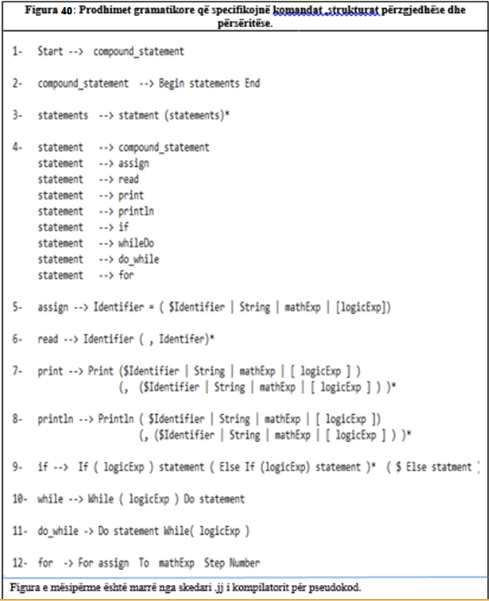 Figura 40: Prodhimet gramatikore që specifikojnë komandat ,strukturat përzgjedhëse dhe
përsëritëse.
1- Start --> compound_statement
2- compound_statement --> Begin statements End
3- statements --> statment (statements)*
4- statement --> compound_statement
statement --> assign
statement --> read
statement --> print
statement --> println
statement --> if
statement --> whileDo
statement --> do_while
statement --> for
5- assign --> Identifier = ( $Identifier | String | mathExp | [logicExp])
6- read --> Identifier ( , Identifer)*
7- print --> Print ($Identifier | String | mathExp | [ logicExp ] )
(, ($Identifier | String | mathExp | [ logicExp ] ) )*
8- println --> Println ( $Identifier | String | mathExp | [ logicExp ])
(, ($Identifier | String | mathExp | [ logicExp ] ) )*
9- if --> If ( logicExp ) statement ( Else If (logicExp) statement )* ( $ Else statment )
10- while --> While ( logicExp ) Do statement
11- do_while -> Do statement While( logicExp )
12- for -> For assign To mathExp Step Number
Figura e mësipërme është marrë nga skedari .jj i kompilatorit për pseudokod.